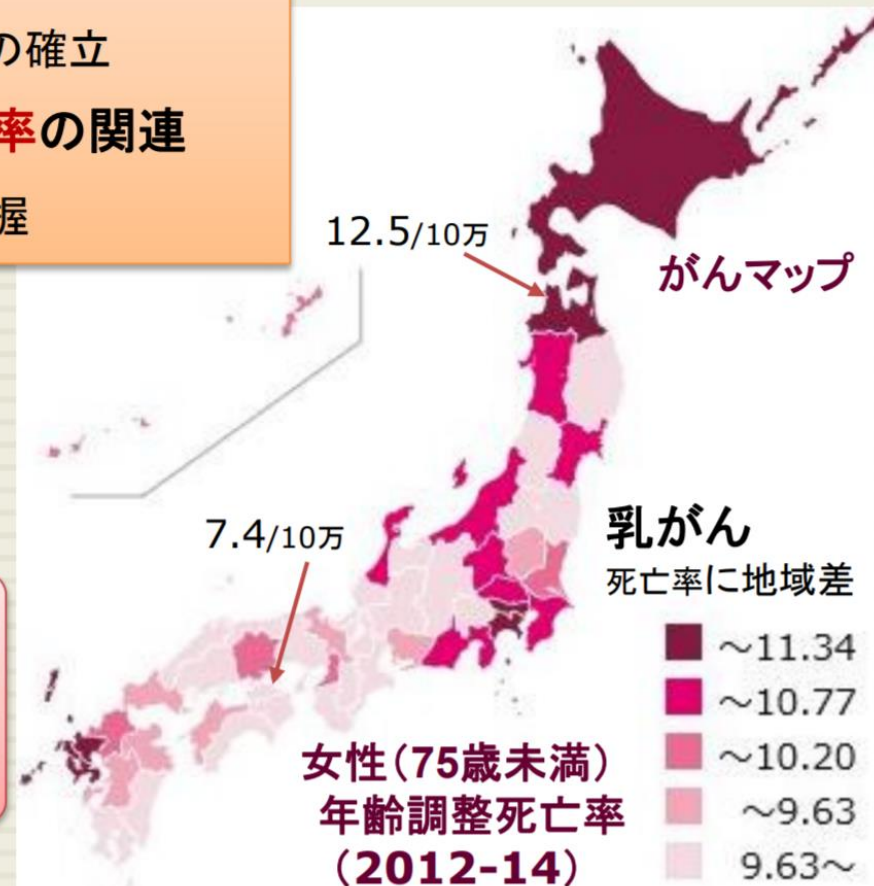 の確立
率の関連
握
12.5/10万
がんマップ
7.4/10万
乳がん
死亡率に地域差
～11.34
～10.77
～10.20
～9.63
9.63～
女性(75歳未満)
年齢調整死亡率
(2012-14)